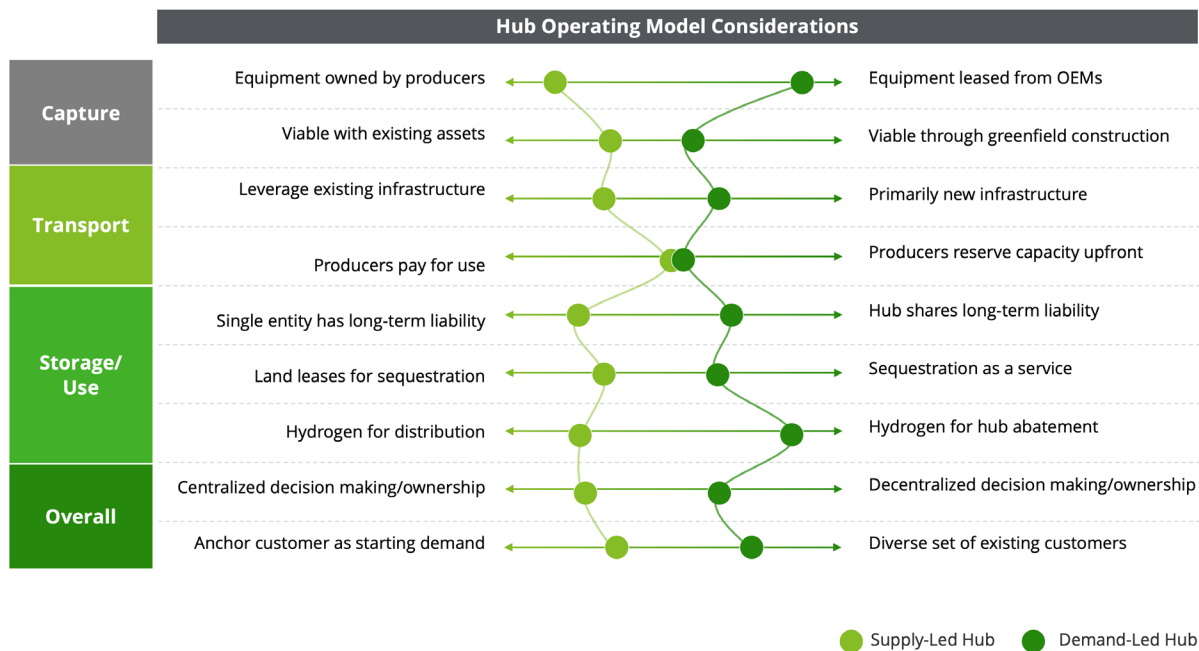 Hub Operating Model Considerations
Capture
Equipment owned by producers
Equipment leased from OEMs
Viable with existing assets
Viable through greenfield construction
Transport
Leverage existing infrastructure
Primarily new infrastructure
Producers pay for use
Producers reserve capacity upfront
Storage/
Use
Single entity has long-term liability
Hub shares long-term liability
Land leases for sequestration
Sequestration as a service
Hydrogen for distribution
Hydrogen for hub abatement
Overall
Centralized decision making/ownership
Decentralized decision making/ownership
Anchor customer as starting demand
Diverse set of existing customers
Supply-Led Hub
Demand-Led Hub